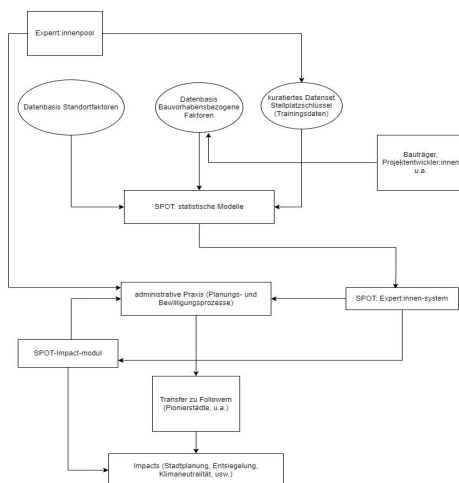 Experrt:innenpool
Datenbasis Standortfaktoren
Datenbasis
Bauvorhabensbezogene
Faktoren
kuratiertes Datenset
Stellplatzschlüssel
(Trainingsdaten)
Bauträger,
Projektentwickler:innen
u.a.
SPOT: statistische Modelle
administrative Praxis (Planungs- und
Bewilligungsprozesse)
SPOT: Expert:innen-system
SPOT-Impact-modul
Transfer zu Followern
(Pionierstädte, u.a.)
Impacts (Stadtplanung, Entsiegelung,
Klimaneutralität, usw.)